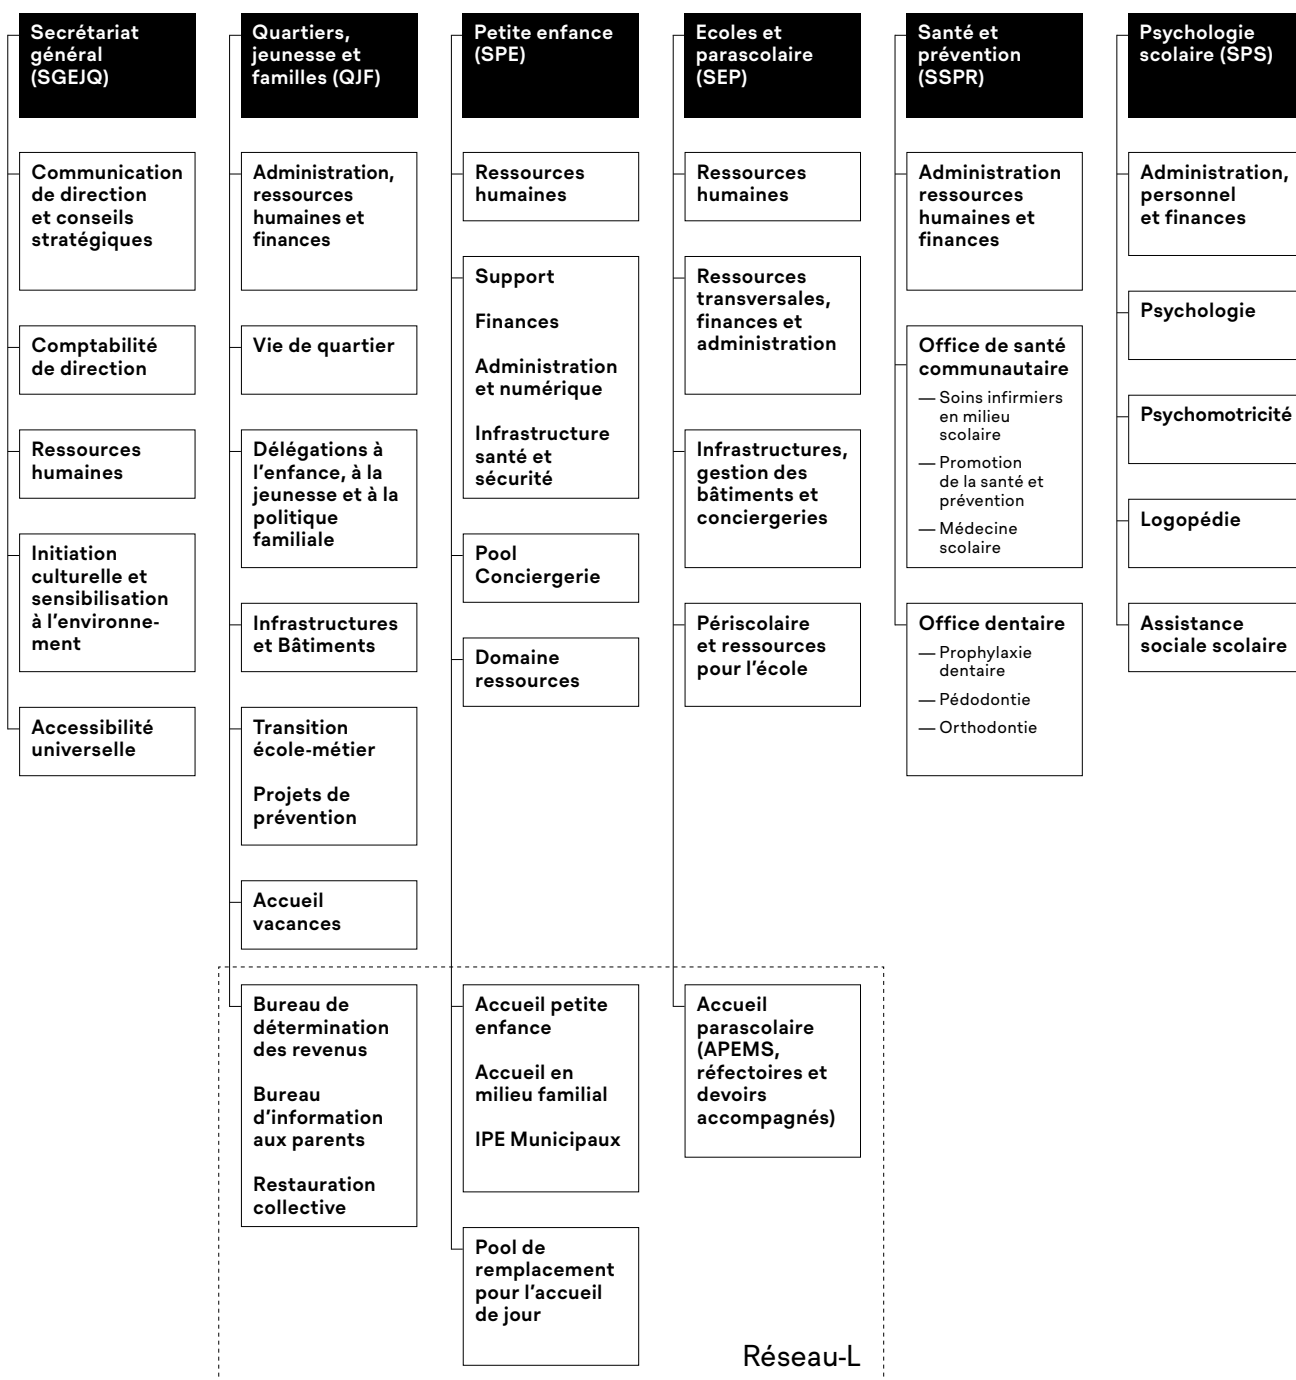 Secrétariat
général
(SGEJQ)
Communication
de direction
et conseils
stratégiques
Comptabilité
de direction
Ressources
humaines
Initiation
culturelle et
sensibilisation
à l'environne-
ment
Accessibilité
universelle
Quartiers,
jeunesse et
familles (QJF)
Administration,
ressources
humaines et
finances
Vie de quartier
Délégations à
l'enfance, à la
jeunesse et à la
politique
familiale
Infrastructures
et Bâtiments
Transition
école-métier
Projets de
prévention
Accueil
vacances
Bureau de
détermination
des revenus
Bureau
d'information
aux parents
Restauration
collective
Petite enfance
(SPE)
Ressources
humaines
Support
Finances
Administration
et numérique
Infrastructure
santé et
sécurité
Pool
Conciergerie
Domaine
ressources
Accueil petite
enfance
Accueil en
milieu familial
IPE Municipaux
Pool de
remplacement
pour l'accueil
de jour
Ecoles et
parascolaire
(SEP)
Ressources
humaines
Ressources
transversales,
finances et
administration
Infrastructures,
gestion des
bâtiments et
conciergeries
Périscolaire
et ressources
pour l'école
Accueil
parascolaire
(APEMS,
réfectoires et
devoirs
accompagnés)
Réseau-L
Santé et
prévention
(SSPR)
Administration
ressources
humaines et
finances
Office de santé
communautaire
— Soins infirmiers
en milieu
scolaire
— Promotion
de la santé et
prévention
— Médecine
scolaire
Office dentaire
— Prophylaxie
dentaire
— Pédodontie
— Orthodontie
Psychologie
scolaire (SPS)
Administration,
personnel
et finances
Psychologie
Psychomotricité
Logopédie
Assistance
sociale scolaire